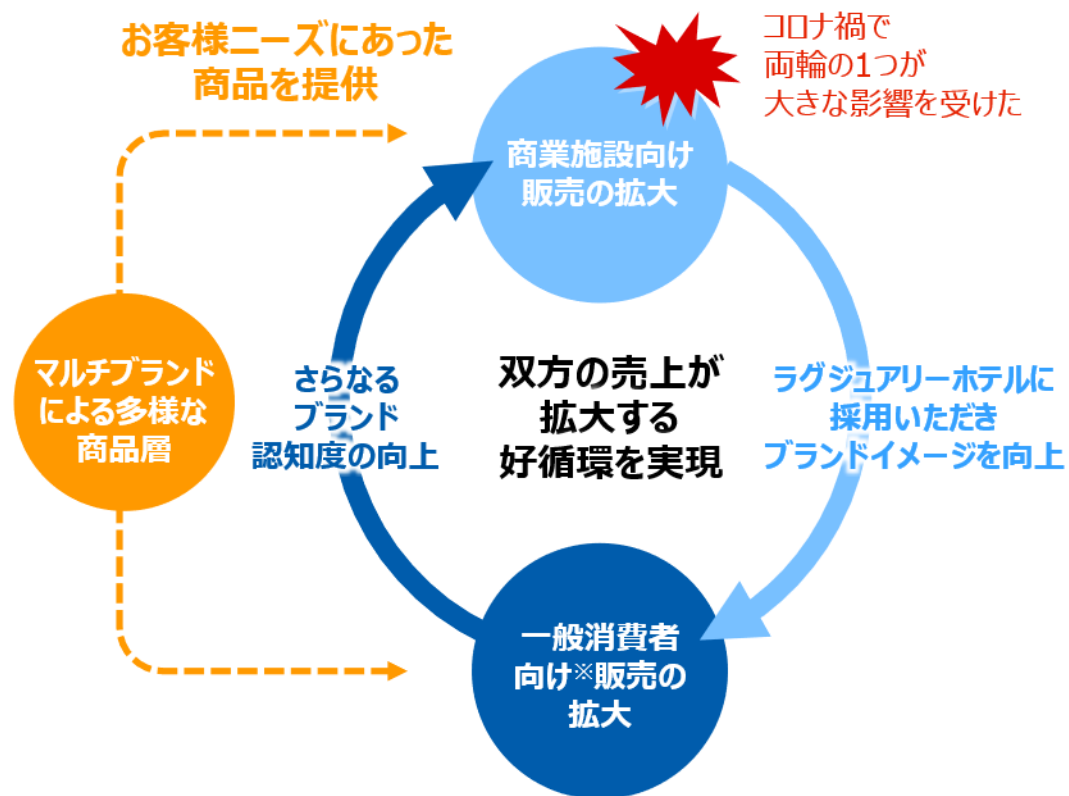 お客様ニーズにあった
商品を提供
コロナ禍で
両輪の1つが
大きな影響を受けた
商業施設向け
販売の拡大
マルチブランド
による多様な
商品層
さらなる
ブランド
認知度の向上
双方の売上が
拡大する
好循環を実現
ラグジュアリーホテルに
採用いただき
ブランドイメージを向上
一般消費者
向け※販売の
拡大